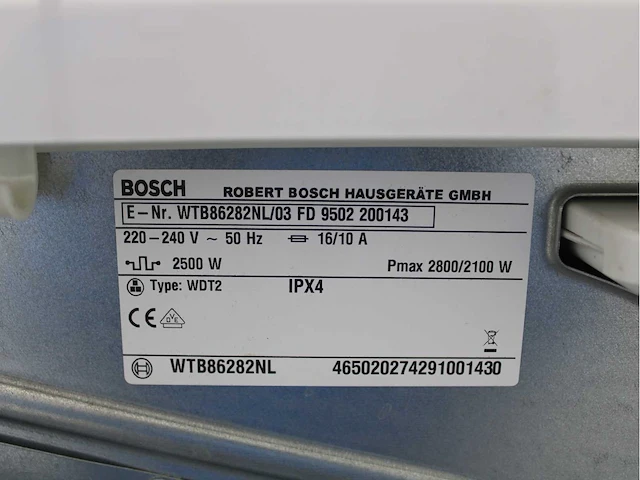 BOSCH ROBERT BOSCH HAUSGERÄTE GMBH
E-Nr. WTB86282NL/03 FD 9502 200143
220-240 V ~ 50 Hz 16/10 A
2500 W Pmax 2800/2100 W
Type: WDT2 IPX4
CE VE
WTB86282NL 465020274291001430